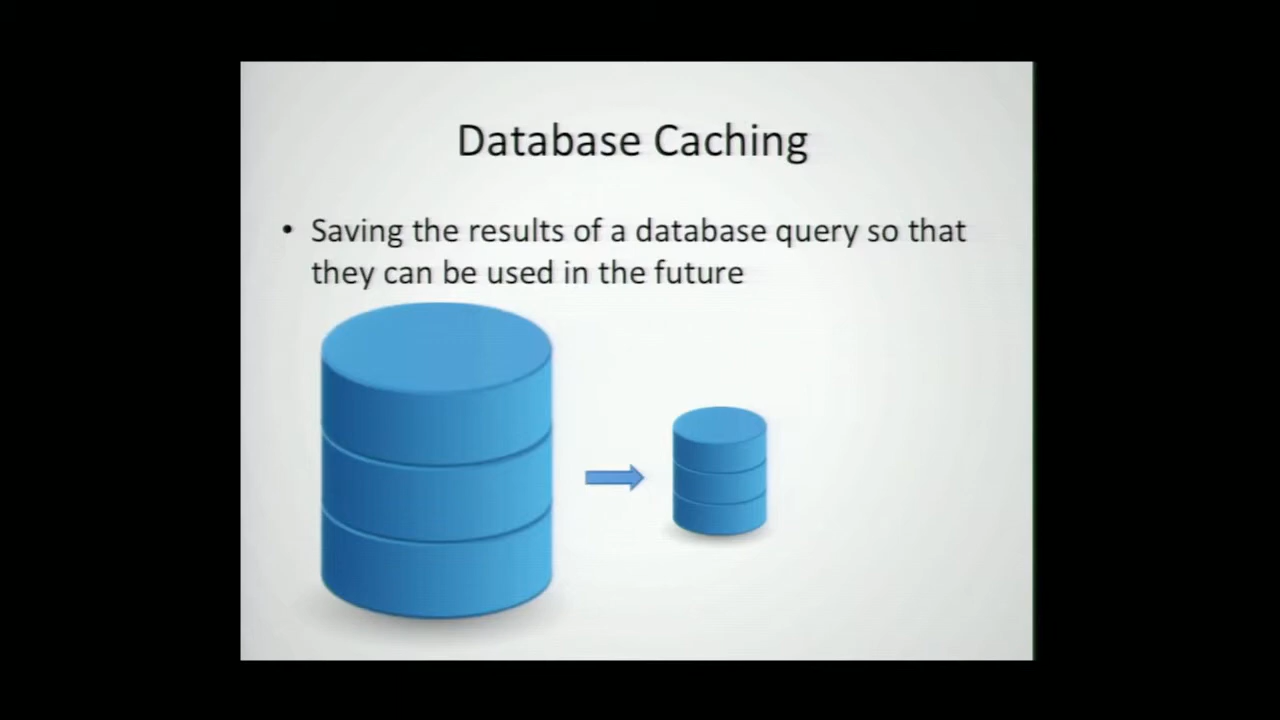 Database Caching
• Saving the results of a database query so that
they can be used in the future